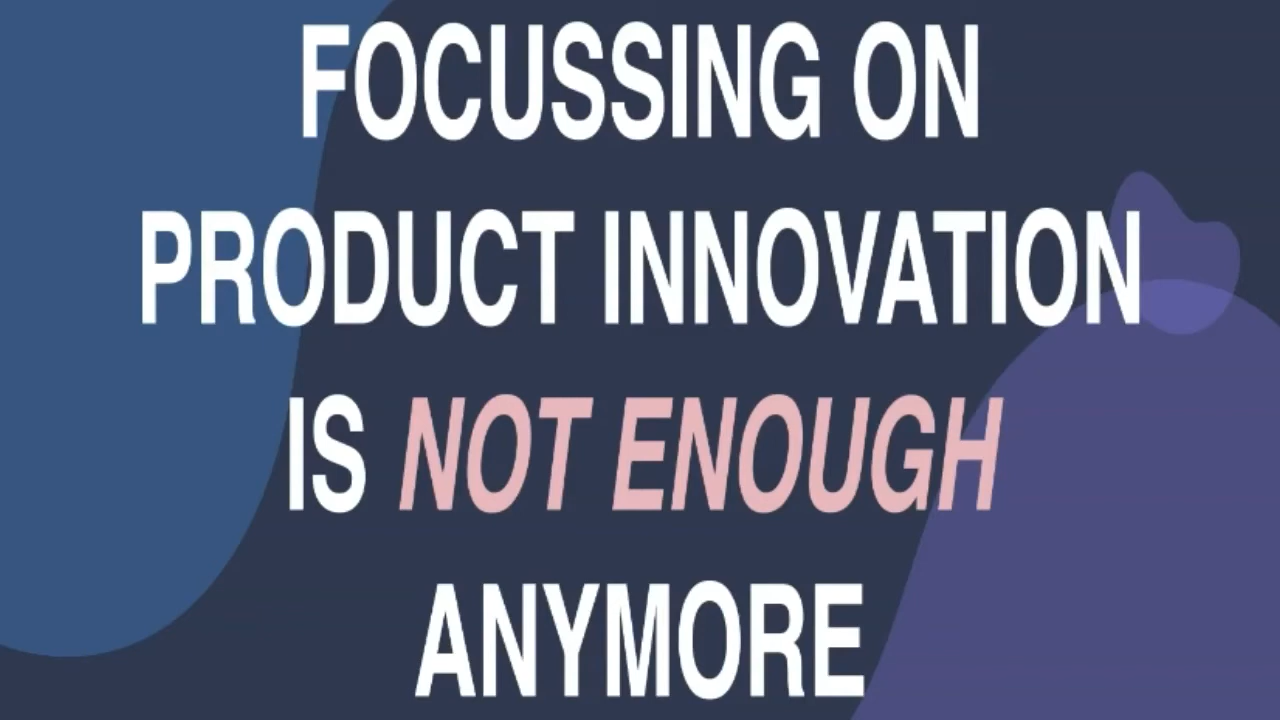 FOCUSSING ON
PRODUCT INNOVATION
IS NOT ENOUGH
ANYMORE